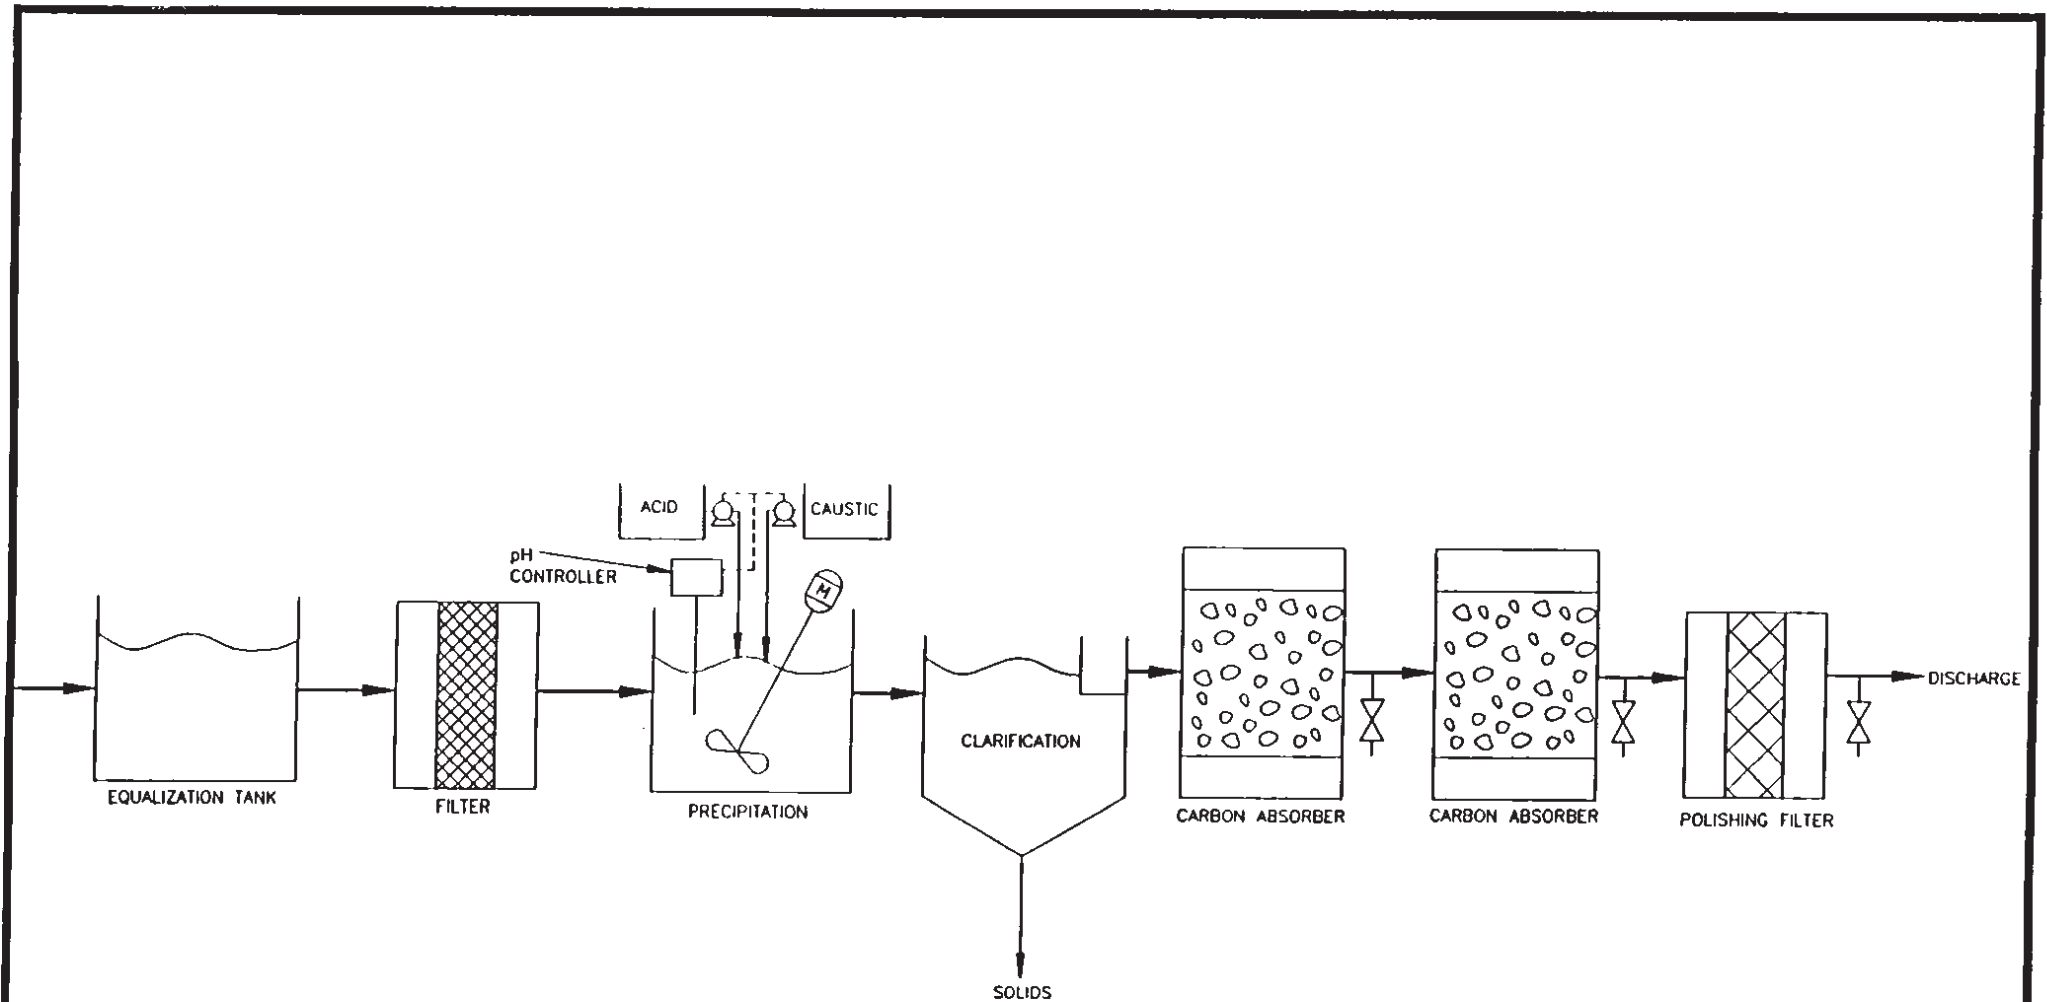 ACID
CAUSTIC
pH
CONTROLLER
M
DISCHARGE
CLARIFICATION
EQUALIZATION TANK
FILTER
PRECIPITATION
CARBON ABSORBER
CARBON ABSORBER
POLISHING FILTER
SOLIDS